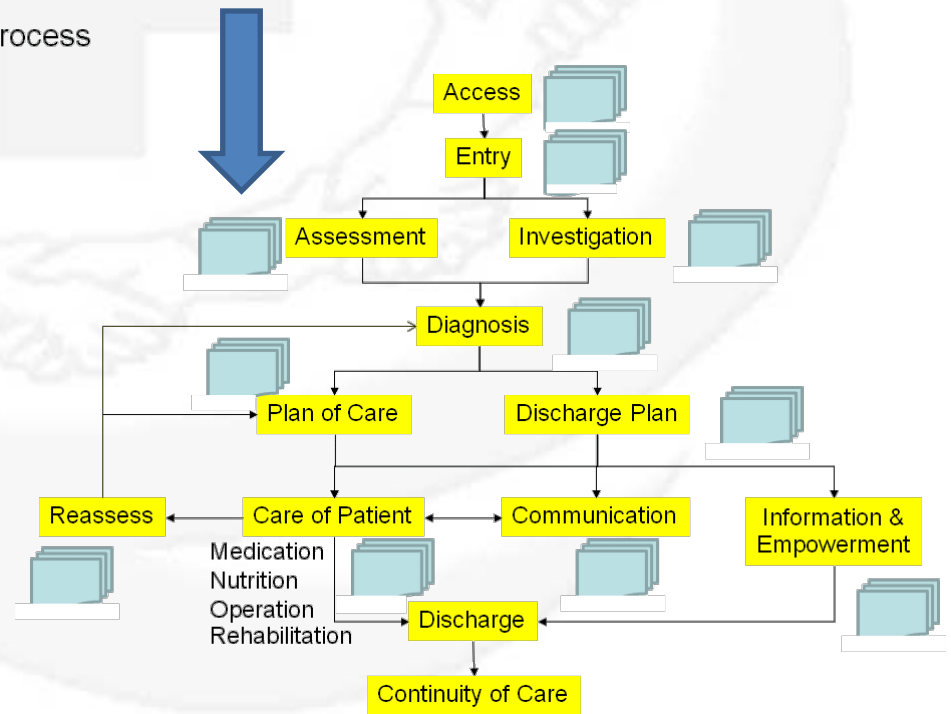 rocess
Access
Entry
Assessment
Investigation
Diagnosis
Plan of Care
Discharge Plan
Reassess
Care of Patient
Communication
Information &
Empowerment
Medication
Nutrition
Operation
Rehabilitation
Discharge
Continuity of Care